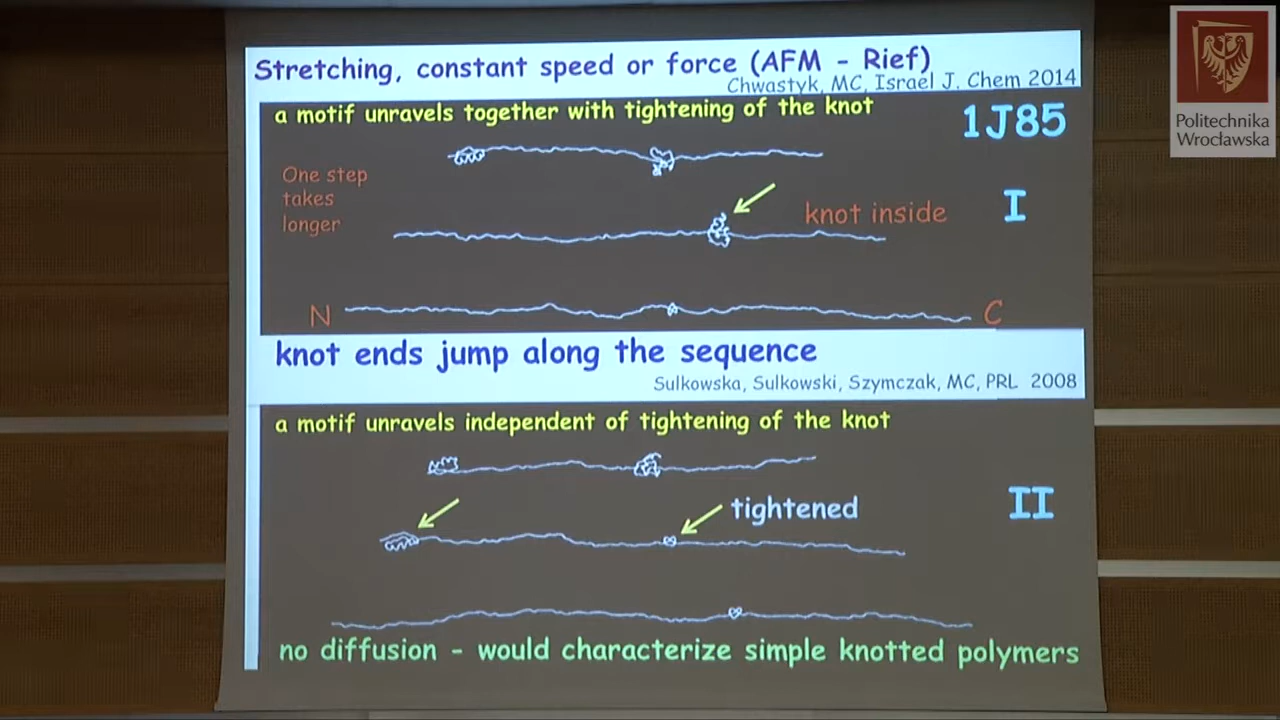 Stretching, constant speed or force (AFM - Rief)
Chwastyk, MC, Israel J. Chem 2014
a motif unravels together with tightening of the knot
1J85
One step
takes
longer
knot inside
I
N
C
knot ends jump along the sequence
Sulkowska, Sulkowski, Szymczak, MC, PRL 2008
a motif unravels independent of tightening of the knot
tightened
II
no diffusion - would characterize simple knotted polymers
Politechnika
Wrocławska